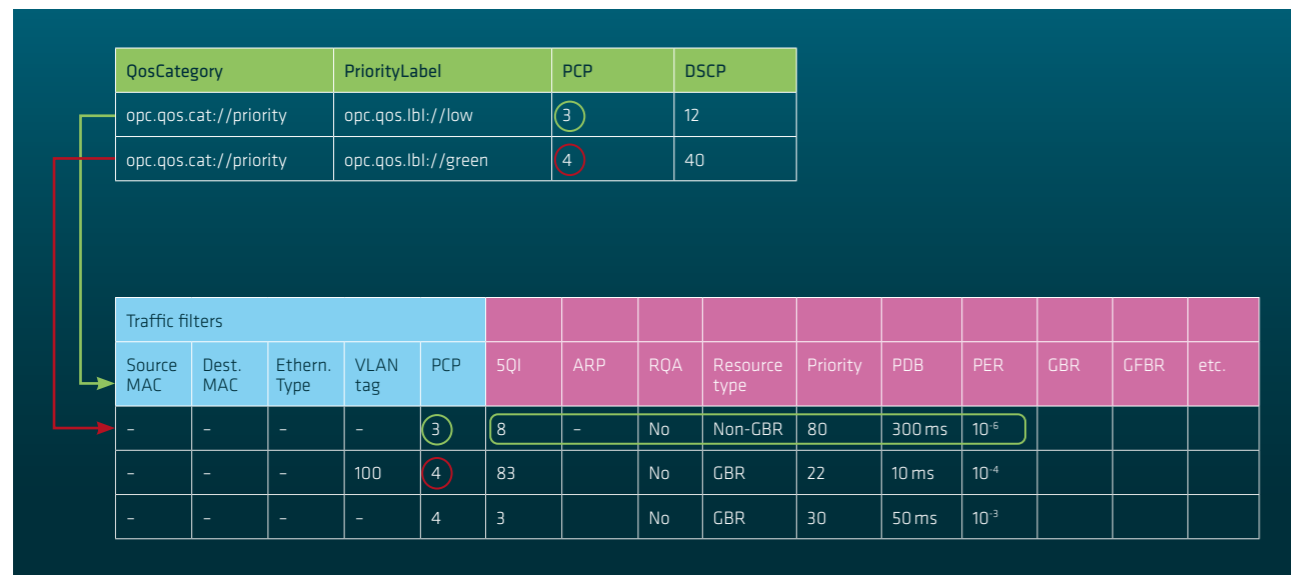 QosCategory PriorityLabel PCP DSCP
opc.qos.cat://priority opc.qos.lbl://low 3 12
opc.qos.cat://priority opc.qos.lbl://green 4 40
Traffic filters
Source MAC Dest. MAC Ethern. Type VLAN tag PCP 5QI ARP RQA Resource type Priority PDB PER GBR GFBR etc.
– – – – 3 8 – No Non-GBR 80 300 ms 10⁻⁶
– – – 100 4 83 No GBR 22 10 ms 10⁻⁴
– – – – 4 3 No GBR 30 50 ms 10⁻³